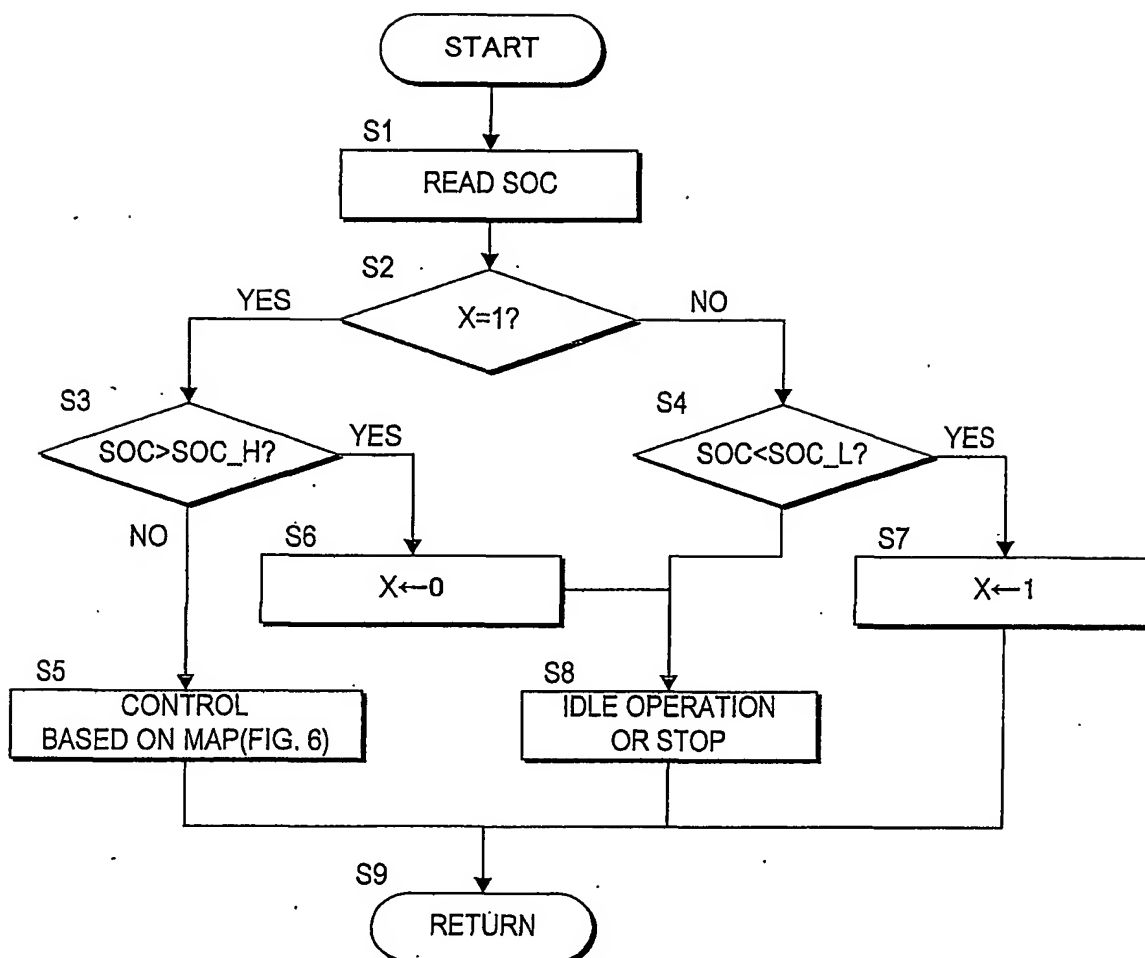 START
S1
READ SOC
S2
YES
X=1?
NO
S3
SOC>SOC_H?
YES
S4
SOC<SOC_L?
YES
NO
S6
X←0
S7
X←1
S5
CONTROL
BASED ON MAP(FIG. 6)
S8
IDLE OPERATION
OR STOP
S9
RETURN